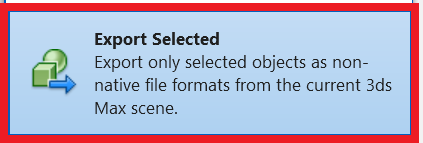 Export Selected
Export only selected objects as non-
native file formats from the current 3ds
Max scene.